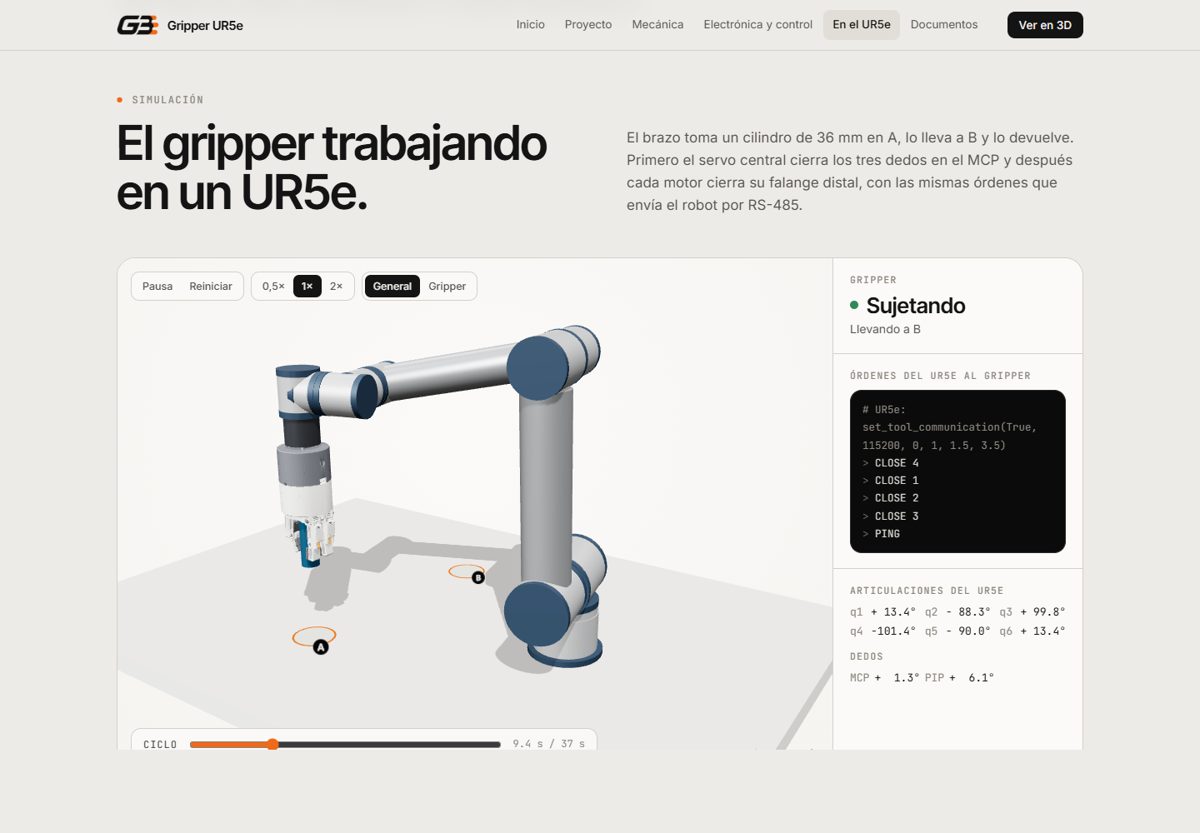 G3 Gripper UR5e
Inicio Proyecto Mecánica Electrónica y control En el UR5e Documentos Ver en 3D
SIMULACIÓN
El gripper trabajando
en un UR5e.
El brazo toma un cilindro de 36 mm en A, lo lleva a B y lo devuelve.
Primero el servo central cierra los tres dedos en el MCP y después
cada motor cierra su falange distal, con las mismas órdenes que
envía el robot por RS-485.
Pausa Reiniciar 0,5× 1× 2× General Gripper
B
A
CICLO 9.4 s / 37 s
GRIPPER
Sujetando
Llevando a B
ÓRDENES DEL UR5E AL GRIPPER
# UR5e:
set_tool_communication(True,
115200, 0, 1, 1.5, 3.5)
> CLOSE 4
> CLOSE 1
> CLOSE 2
> CLOSE 3
> PING
ARTICULACIONES DEL UR5E
q1 + 13.4° q2 - 88.3° q3 + 99.8°
q4 -101.4° q5 - 90.0° q6 + 13.4°
DEDOS
MCP + 1.3° PIP + 6.1°